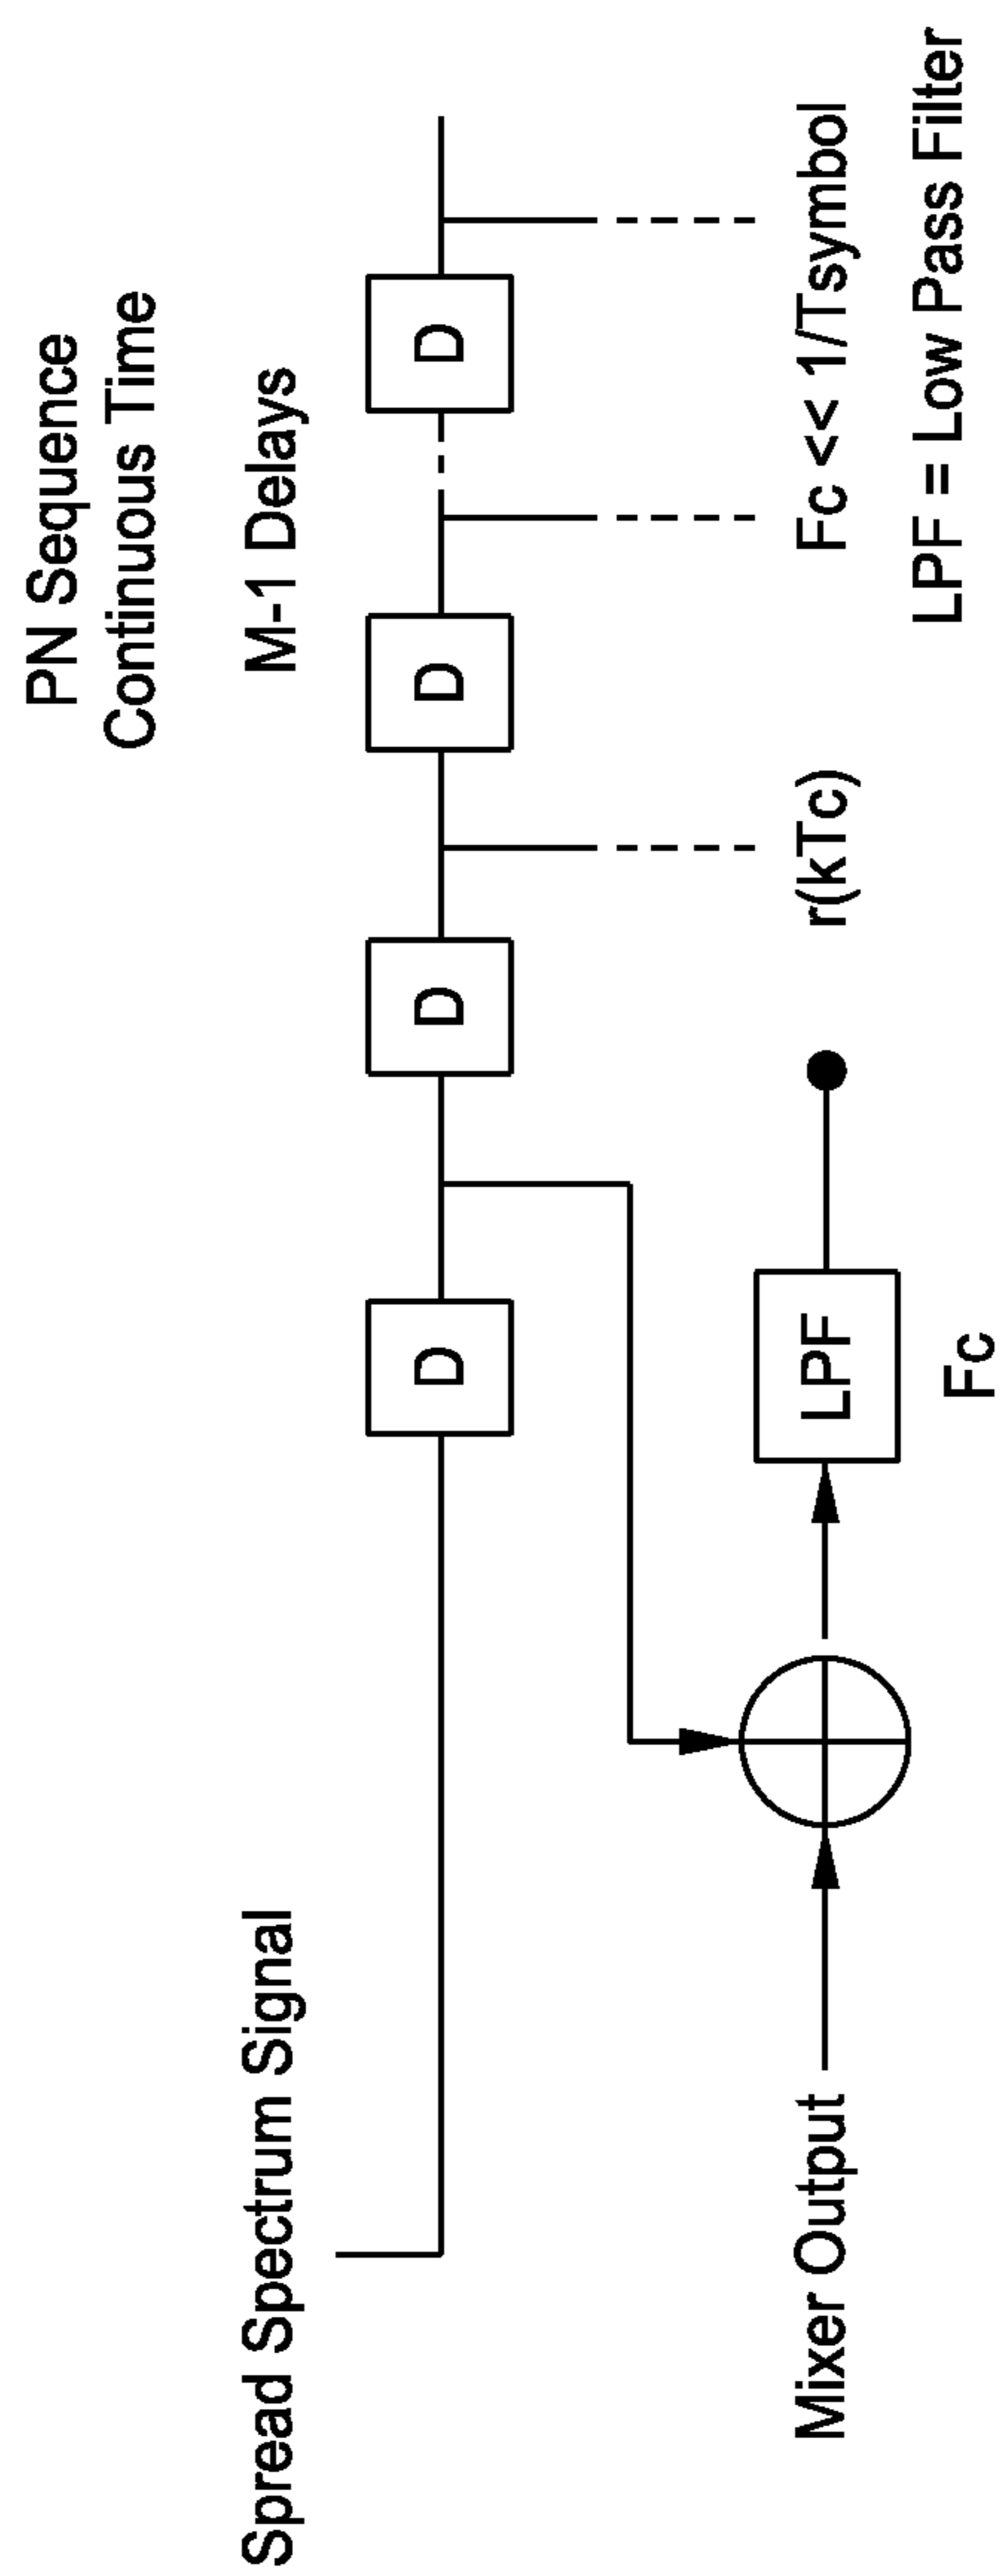 PN Sequence
Continuous Time
Spread Spectrum Signal
M-1 Delays
D
D
D
D
Mixer Output
LPF
r(kTc)
Fc << 1/Tsymbol
Fc
LPF = Low Pass Filter